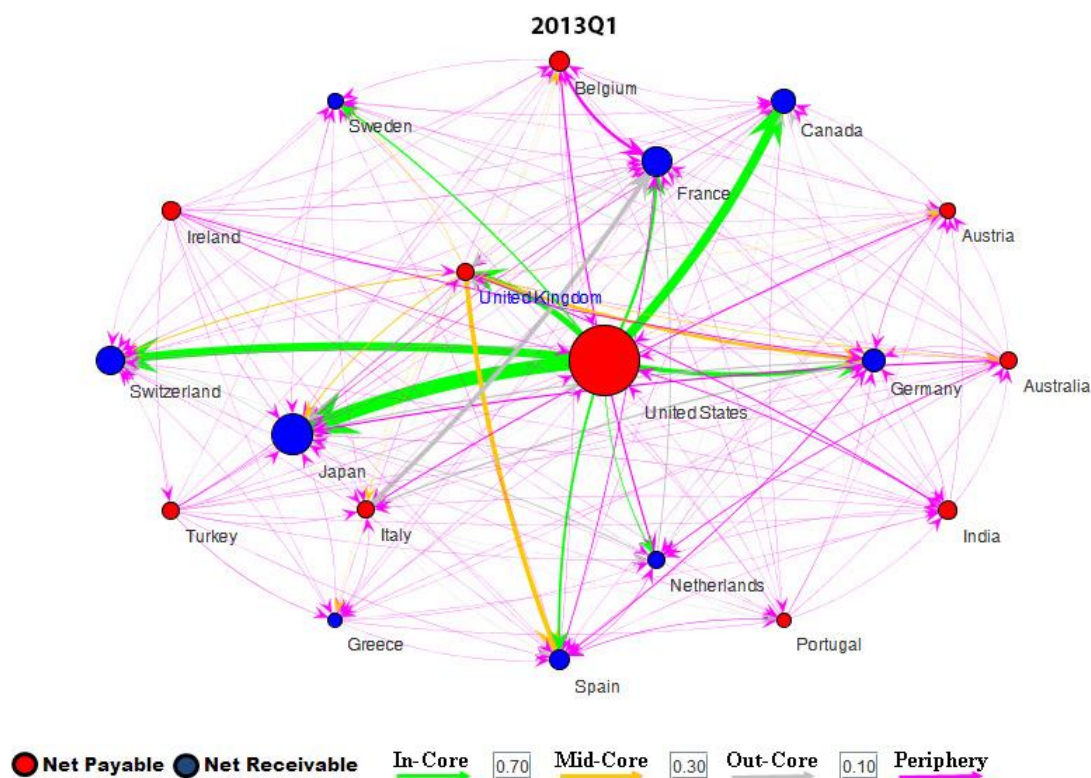 2013Q1
Belgium
Sweden
Canada
France
Ireland
Austria
United Kingdom
Switzerland
United States
Germany
Australia
Japan
Turkey
Italy
India
Netherlands
Greece
Portugal
Spain
Net Payable Net Receivable In-Core 0.70 Mid-Core 0.30 Out-Core 0.10 Periphery